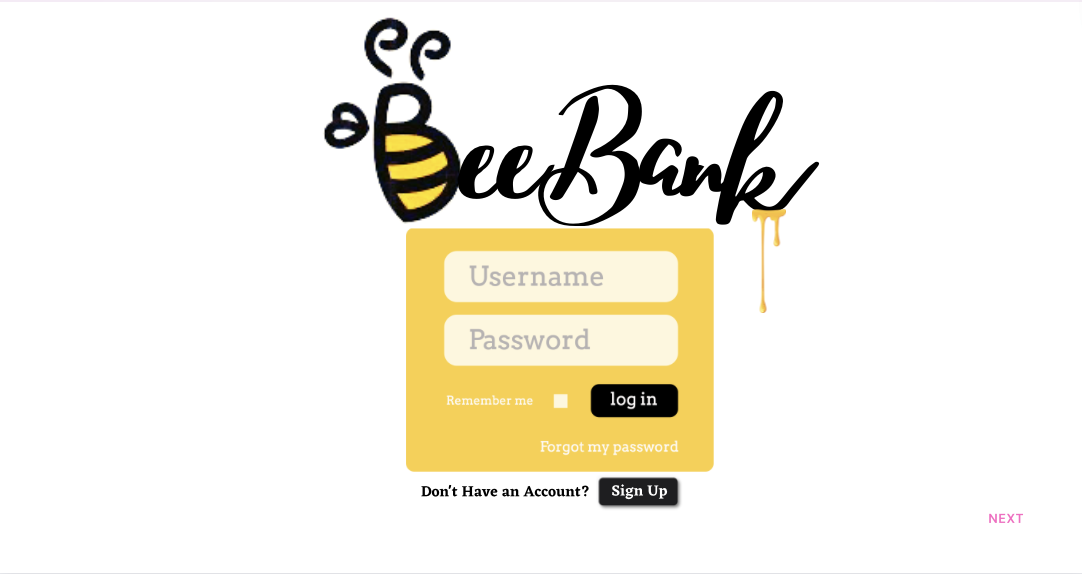 BeeBank
Username
Password
Remember me
log in
Forgot my password
Don't Have an Account?
Sign Up
NEXT